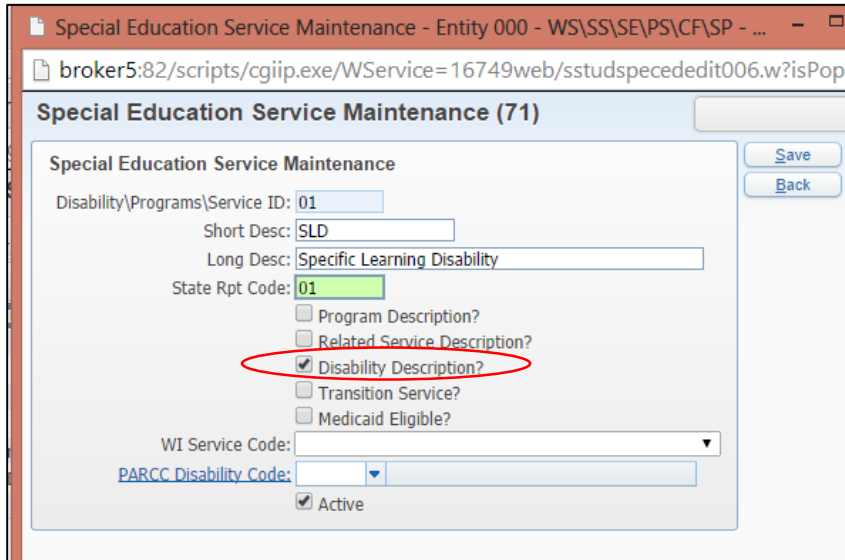 Special Education Service Maintenance - Entity 000 - WS\SS\SE\PS\CF\SP - ...
broker5:82/scripts/cgiip.exe/WService=16749web/sstudspecededit006.w?isPop
Special Education Service Maintenance (71)
Special Education Service Maintenance
Save
Back
Disability\Programs\Service ID: 01
Short Desc: SLD
Long Desc: Specific Learning Disability
State Rpt Code: 01
Program Description?
Related Service Description?
Disability Description?
Transition Service?
Medicaid Eligible?
WI Service Code:
PARCC Disability Code:
Active